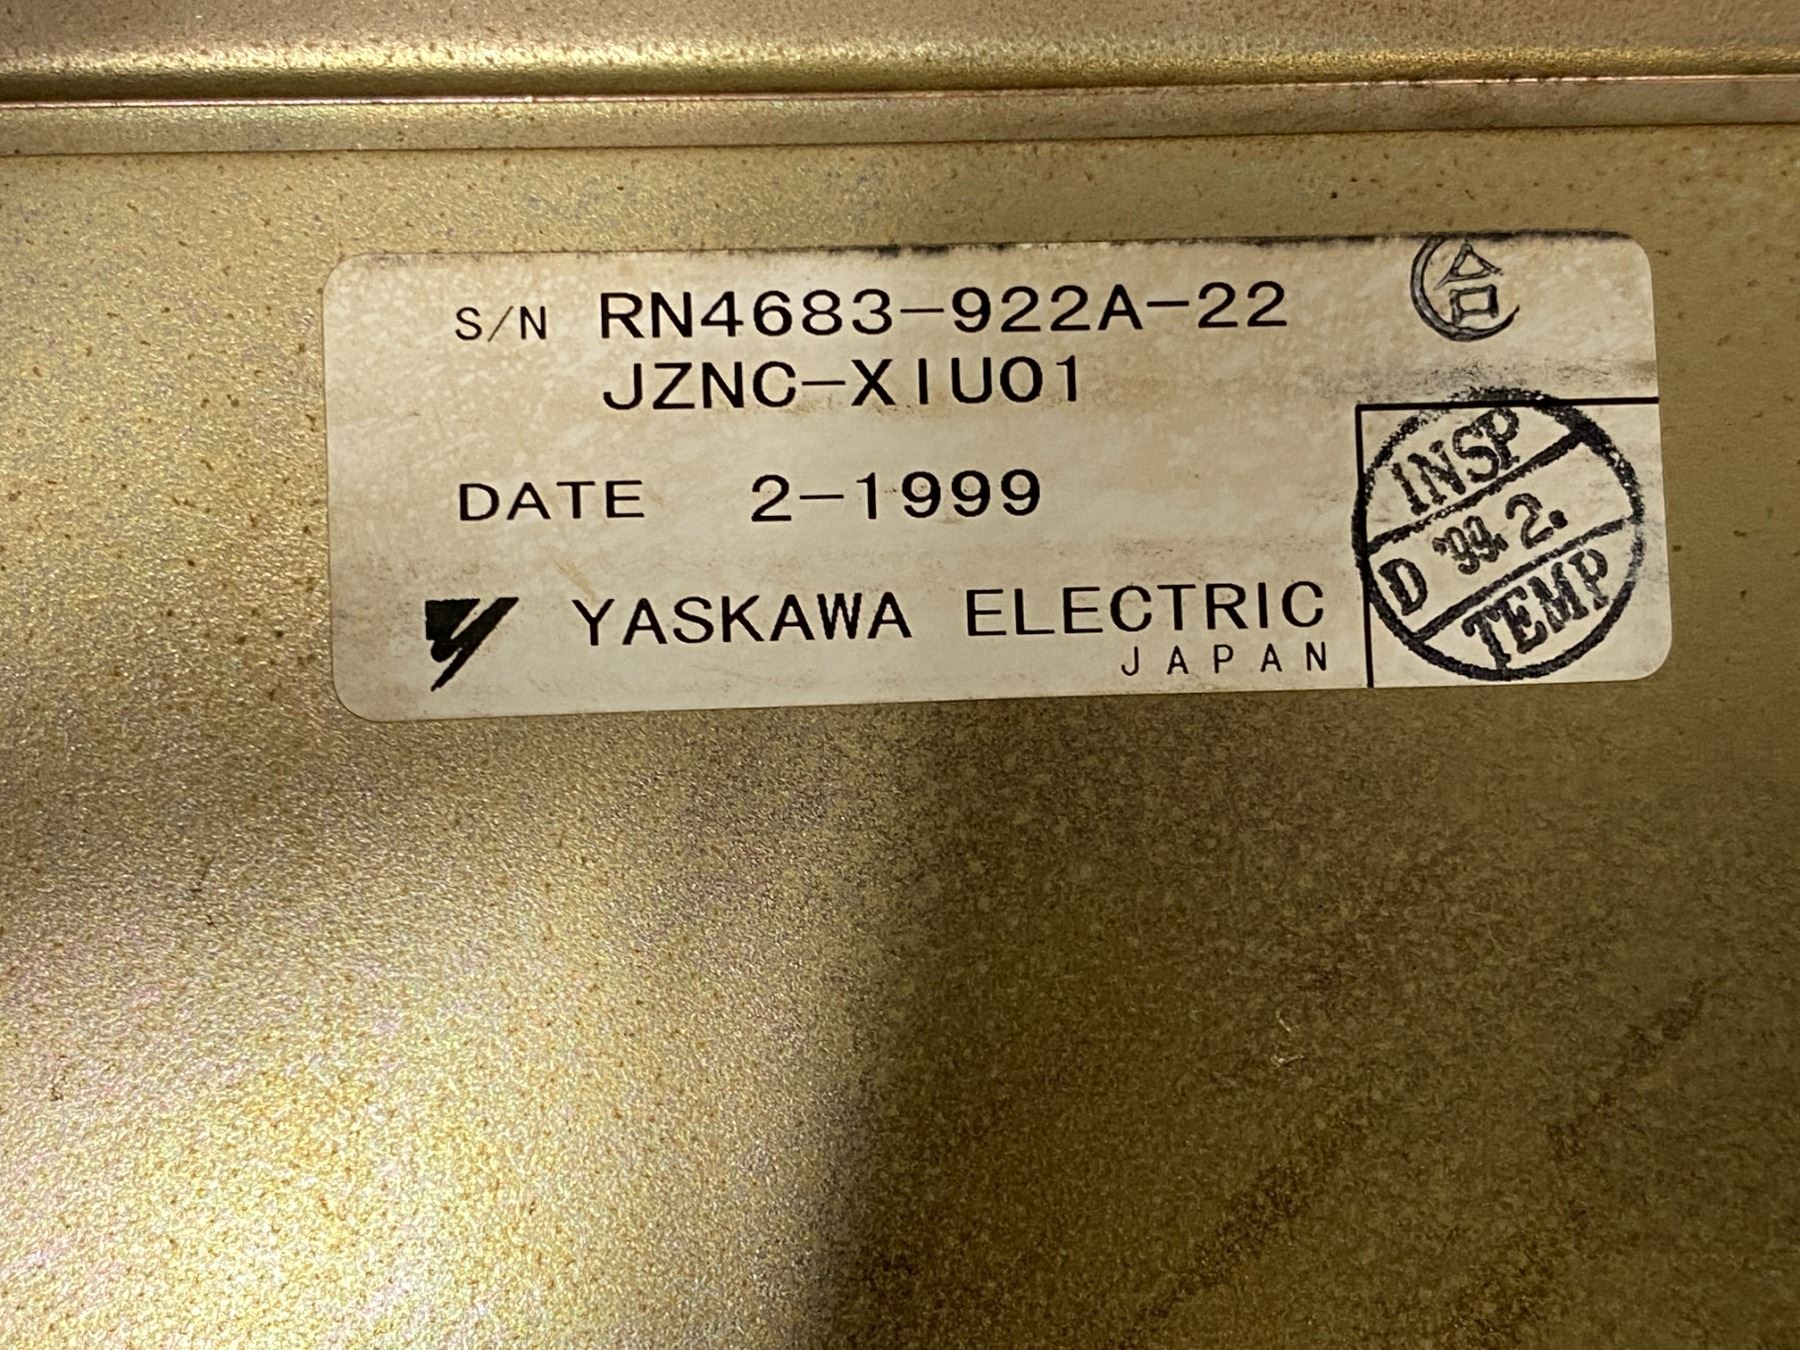 S/N RN4683-922A-22
合
JZNC-XIU01
DATE 2-1999
YASKAWA ELECTRIC
JAPAN
INSP
D '99.2.
TEMP